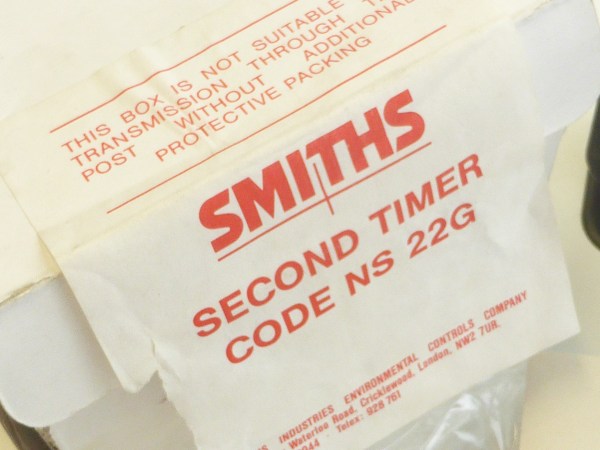 THIS BOX IS NOT SUITABLE
TRANSMISSION THROUGH
POST WITHOUT ADDITIONAL
PROTECTIVE PACKING
SMITHS
SECOND TIMER
CODE NS 22G
INDUSTRIES ENVIRONMENTAL CONTROLS COMPANY
Waterloo Road, Cricklewood, London, NW2 7UR.
044 Telex: 928 761